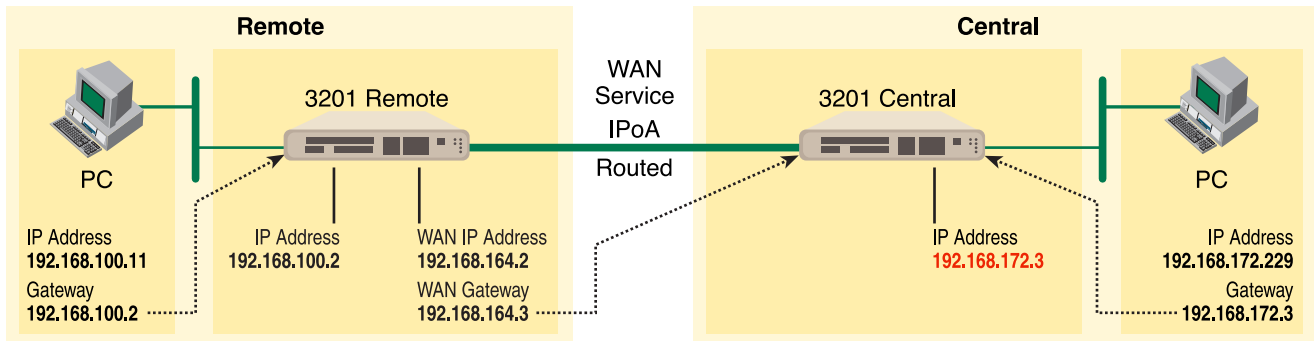 Remote
Central
3201 Remote
WAN
Service
IPoA
Routed
3201 Central
PC
PC
IP Address
192.168.100.11
Gateway
192.168.100.2
IP Address
192.168.100.2
WAN IP Address
192.168.164.2
WAN Gateway
192.168.164.3
IP Address
192.168.172.3
IP Address
192.168.172.229
Gateway
192.168.172.3